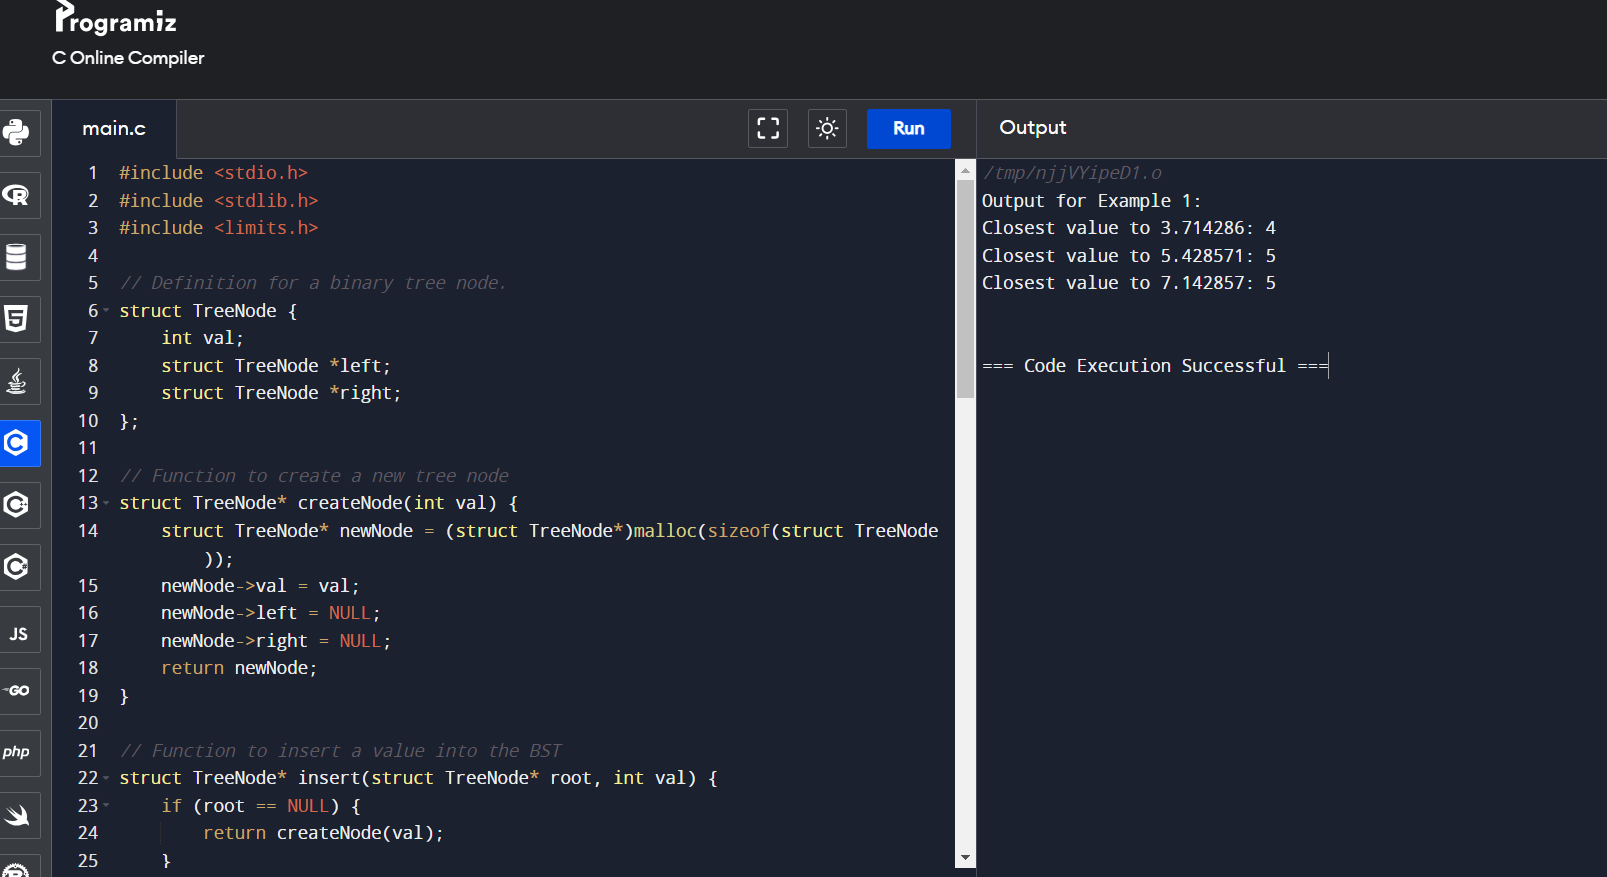 Programiz
C Online Compiler
main.c
Run
Output
1 #include <stdio.h>
2 #include <stdlib.h>
3 #include <limits.h>
4
5 // Definition for a binary tree node.
6 struct TreeNode {
7 int val;
8 struct TreeNode *left;
9 struct TreeNode *right;
10 };
11
12 // Function to create a new tree node
13 struct TreeNode* createNode(int val) {
14 struct TreeNode* newNode = (struct TreeNode*)malloc(sizeof(struct TreeNode
));
15 newNode->val = val;
16 newNode->left = NULL;
17 newNode->right = NULL;
18 return newNode;
19 }
20
21 // Function to insert a value into the BST
22 struct TreeNode* insert(struct TreeNode* root, int val) {
23 if (root == NULL) {
24 return createNode(val);
25 }
/tmp/njjVYipeD1.o
Output for Example 1:
Closest value to 3.714286: 4
Closest value to 5.428571: 5
Closest value to 7.142857: 5
=== Code Execution Successful ===
R
5
C
C
C
JS
GO
php